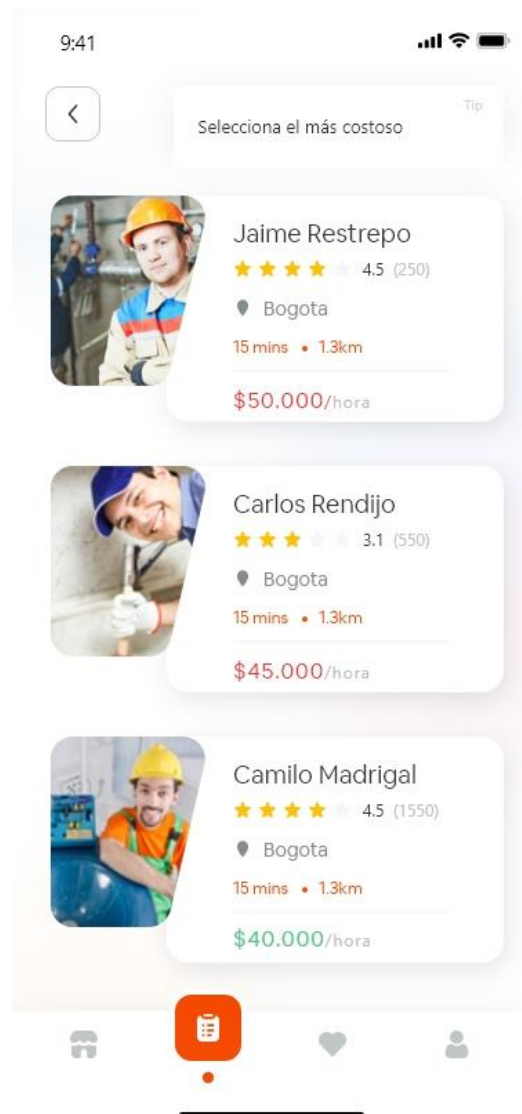 9:41
Tip
Selecciona el más costoso
Jaime Restrepo
4.5 (250)
Bogota
15 mins • 1.3km
$50.000/hora
Carlos Rendijo
3.1 (550)
Bogota
15 mins • 1.3km
$45.000/hora
Camilo Madrigal
4.5 (1550)
Bogota
15 mins • 1.3km
$40.000/hora